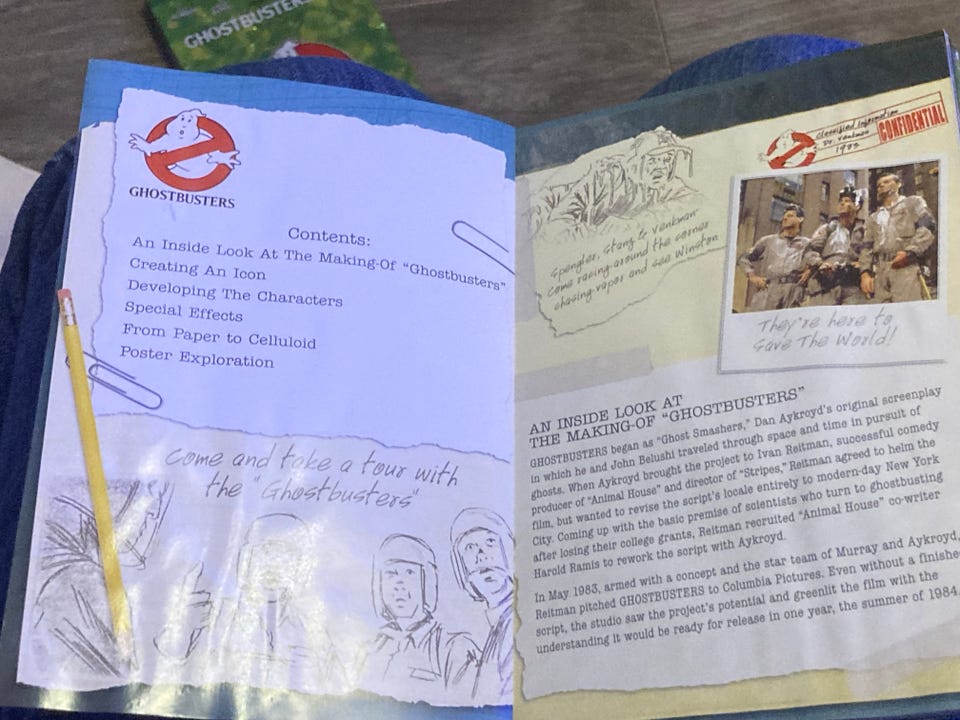 GHOSTBUSTERS
GHOSTBUSTERS
Contents:
An Inside Look At The Making-Of "Ghostbusters"
Creating An Icon
Developing The Characters
Special Effects
From Paper to Celluloid
Poster Exploration
Come and take a tour with
the "Ghostbusters"
Classified Information
Dr. Venkman
1983
CONFIDENTIAL
Spengler, Stanz & Venkman
come racing around the corner
chasing vapor and see Winston
They're here to
Save The World!
AN INSIDE LOOK AT
THE MAKING-OF "GHOSTBUSTERS"
GHOSTBUSTERS began as "Ghost Smashers," Dan Aykroyd's original screenplay
in which he and John Belushi traveled through space and time in pursuit of
ghosts. When Aykroyd brought the project to Ivan Reitman, successful comedy
producer of "Animal House" and director of "Stripes," Reitman agreed to helm the
film, but wanted to revise the script's locale entirely to modern-day New York
City. Coming up with the basic premise of scientists who turn to ghostbusting
after losing their college grants, Reitman recruited "Animal House" co-writer
Harold Ramis to rework the script with Aykroyd.
In May 1983, armed with a concept and the star team of Murray and Aykroyd,
Reitman pitched GHOSTBUSTERS to Columbia Pictures. Even without a finishe
script, the studio saw the project's potential and greenlit the film with the
understanding it would be ready for release in one year, the summer of 1984.